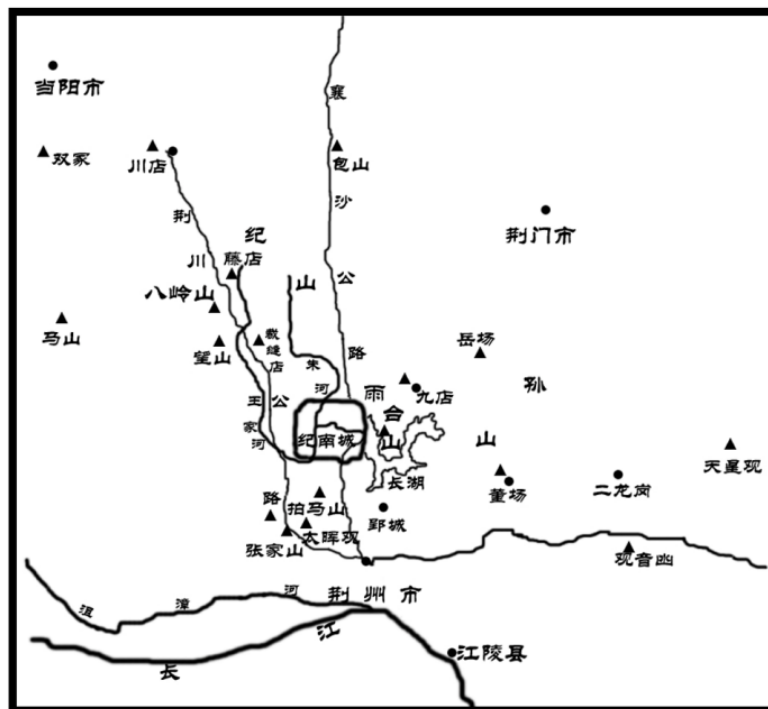 当阳市
双冢
川店
襄沙公路
包山
荆川公路
纪山
荆门市
藤店
八岭山
马山
望山
裁缝店
朱河
岳场
孙山
雨台山
九店
王家河
纪南城
长湖
天星观
董场
二龙岗
拍马山
郢城
张家山
太晖观
观音垱
沮漳河
荆州市
长江
江陵县